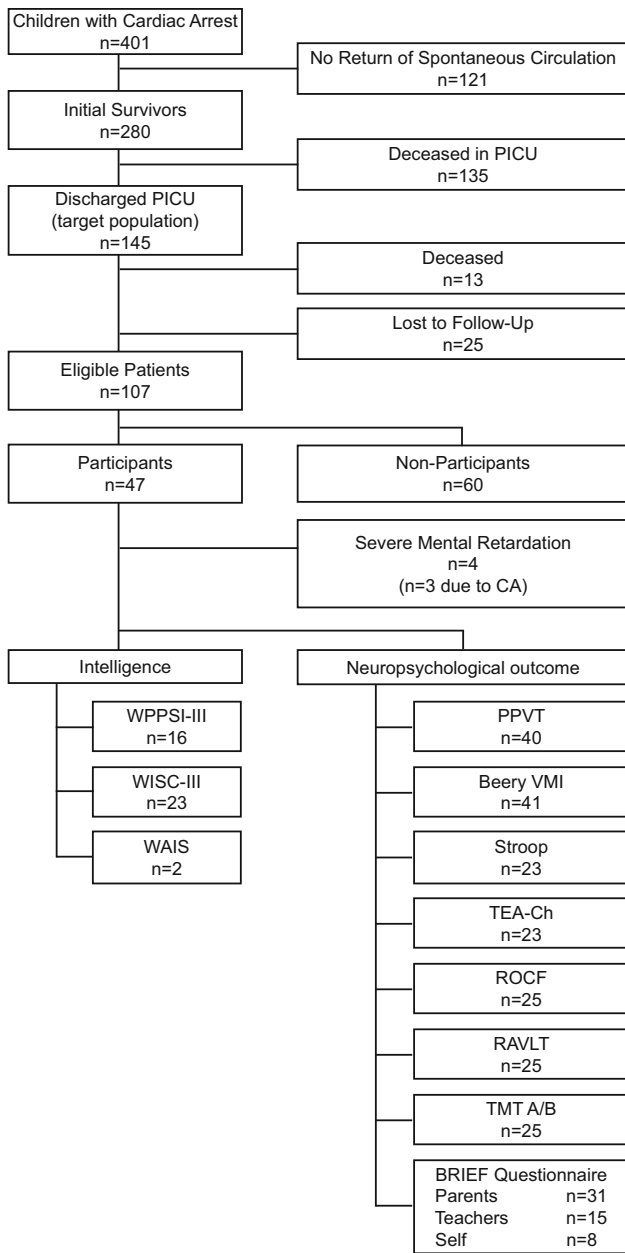 Children with Cardiac Arrest
n=401
No Return of Spontaneous Circulation
n=121
Initial Survivors
n=280
Deceased in PICU
n=135
Discharged PICU
(target population)
n=145
Deceased
n=13
Lost to Follow-Up
n=25
Eligible Patients
n=107
Participants
n=47
Non-Participants
n=60
Severe Mental Retardation
n=4
(n=3 due to CA)
Intelligence
WPPSI-III
n=16
WISC-III
n=23
WAIS
n=2
Neuropsychological outcome
PPVT
n=40
Beery VMI
n=41
Stroop
n=23
TEA-Ch
n=23
ROCF
n=25
RAVLT
n=25
TMT A/B
n=25
BRIEF Questionnaire
Parents n=31
Teachers n=15
Self n=8